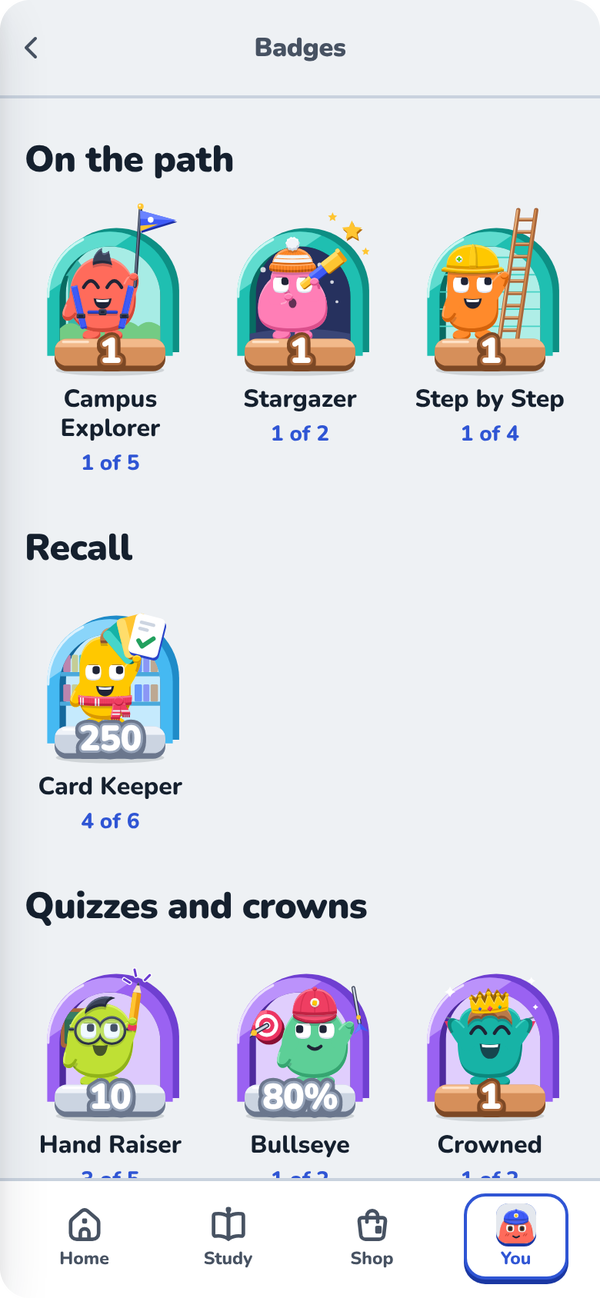 Badges
On the path
1
1
1
Campus
Explorer
1 of 5
Stargazer
1 of 2
Step by Step
1 of 4
Recall
250
Card Keeper
4 of 6
Quizzes and crowns
10
80%
1
Hand Raiser
Bullseye
Crowned
Home
Study
Shop
You